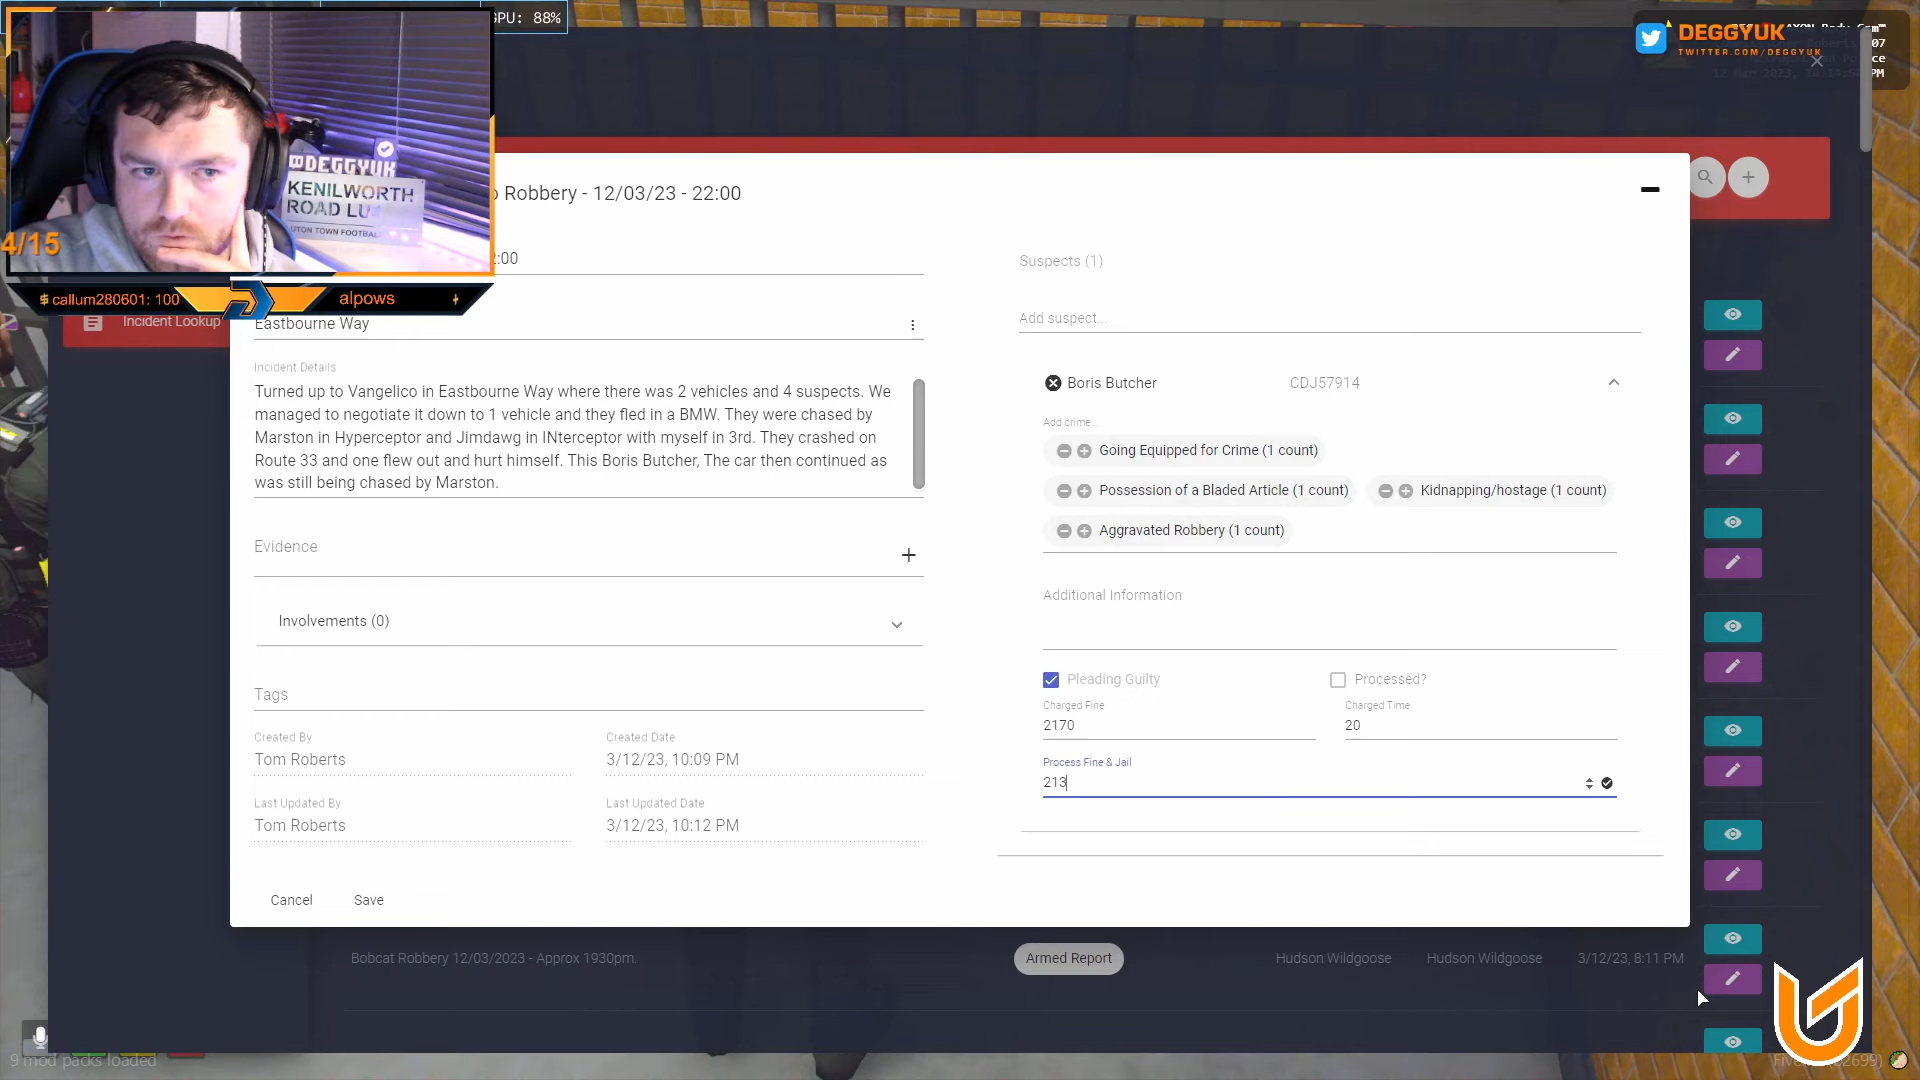 GPU: 88%
DEGGYUK
TWITTER.COM/DEGGYUK
@DEGGYUK
KENILWORTH
ROAD LU
UTON TOWN FOOTBAL
4/15
callum280601: 100
alpows
Robbery - 12/03/23 - 22:00
Incident Lookup
Eastbourne Way
Incident Details
Turned up to Vangelico in Eastbourne Way where there was 2 vehicles and 4 suspects. We
managed to negotiate it down to 1 vehicle and they fled in a BMW. They were chased by
Marston in Hyperceptor and Jimdawg in INterceptor with myself in 3rd. They crashed on
Route 33 and one flew out and hurt himself. This Boris Butcher, The car then continued as
was still being chased by Marston.
Evidence
Involvements (0)
Tags
Created By
Tom Roberts
Created Date
3/12/23, 10:09 PM
Last Updated By
Tom Roberts
Last Updated Date
3/12/23, 10:12 PM
Cancel
Save
Suspects (1)
Add suspect...
Boris Butcher
CDJ57914
Add crime...
Going Equipped for Crime (1 count)
Possession of a Bladed Article (1 count)
Kidnapping/hostage (1 count)
Aggravated Robbery (1 count)
Additional Information
Pleading Guilty
Processed?
Charged Fine
2170
Charged Time
20
Process Fine & Jail
213
Bobcat Robbery 12/03/2023 - Approx 1930pm.
Armed Report
Hudson Wildgoose
Hudson Wildgoose
3/12/23, 8:11 PM
9 mod packs loaded